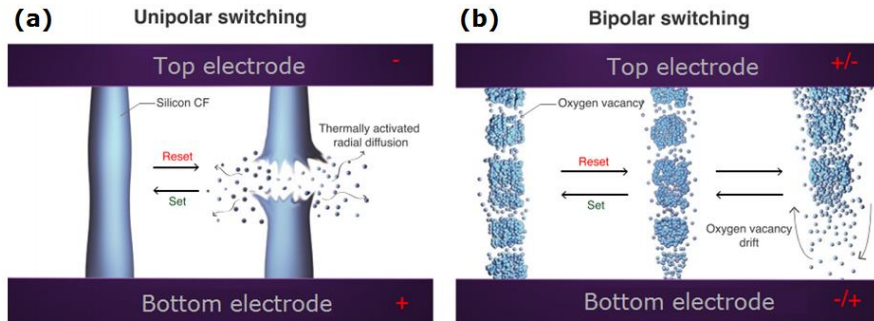 (a)
Unipolar switching
Top electrode -
Silicon CF
Thermally activated
radial diffusion
Reset
Set
Bottom electrode +
(b)
Bipolar switching
Top electrode +/-
Oxygen vacancy
Reset
Set
Oxygen vacancy
drift
Bottom electrode -/+